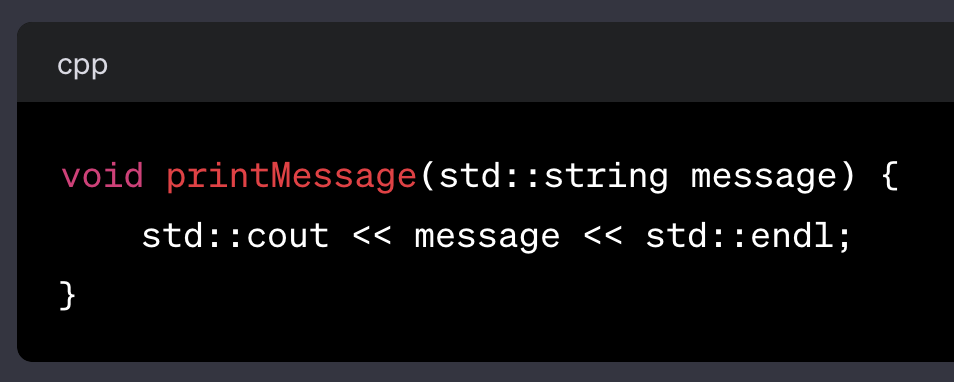 cpp
void printMessage(std::string message) {
    std::cout << message << std::endl;
}